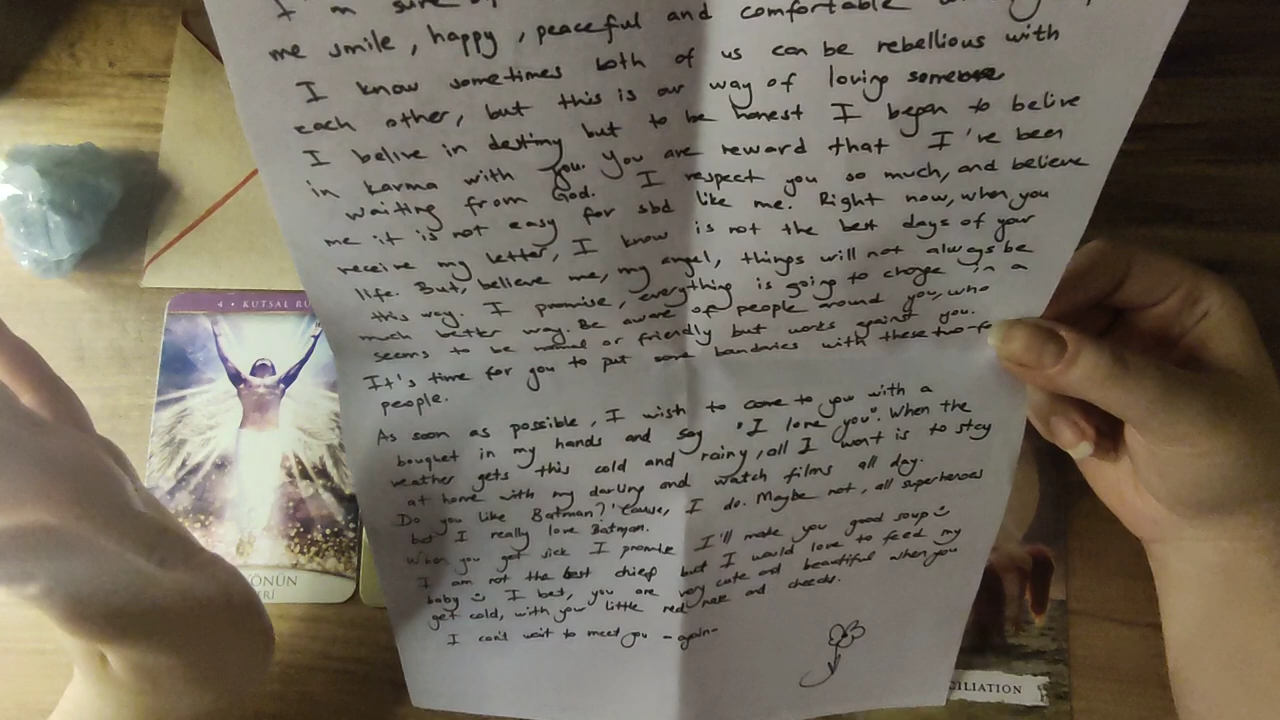 I'm sure
me smile, happy, peaceful and comfortable
I know sometimes both of us can be rebellious with
each other, but this is our way of loving someone
I belive in destiny but to be honest I began to belive
in karma with you. You are reward that I've been
waiting from God. I respect you so much, and believe
me it is not easy for sbd like me. Right now, when you
receive my letter, I know is not the best days of your
life. But, believe me, my angel, things will not always be
this way. I promise, everything is going to change in a
much better way. Be aware of people around you, who
seems to be normal or friendly but works against you.
It's time for you to put some bandaries with these two-fa
people.
As soon as possible, I wish to come to you with a
bouquet in my hands and say "I love you". When the
weather gets this cold and rainy, all I want is to stay
at home with my darling and watch films all day.
Do you like Batman? 'Cause, I do. Maybe not, all superheroes
but I really love Batman.
When you get sick I promise I'll make you good soup
I am not the best chief but I would love to feed my
baby I bet, you are very cute and beautiful when you
get cold, with your little red nose and cheeks.
I can't wait to meet you -again-
4 • KUTSAL RU
ÖNÜN
CILIATION